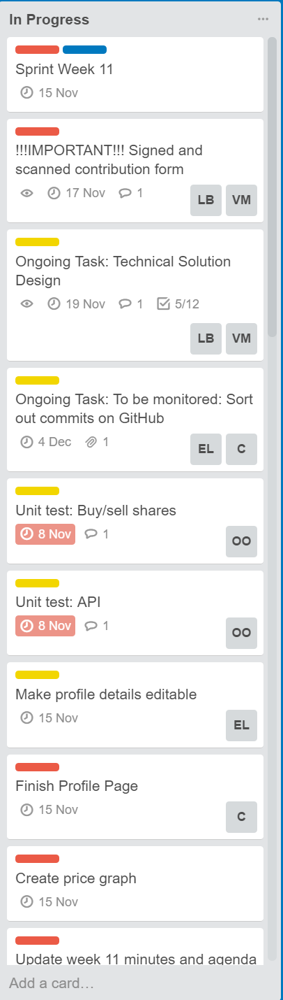 In Progress
Sprint Week 11
15 Nov
!!!IMPORTANT!!! Signed and
scanned contribution form
17 Nov 1
LB VM
Ongoing Task: Technical Solution
Design
19 Nov 1 5/12
LB VM
Ongoing Task: To be monitored: Sort
out commits on GitHub
4 Dec 1
EL C
Unit test: Buy/sell shares
8 Nov 1
OO
Unit test: API
8 Nov 1
OO
Make profile details editable
15 Nov
EL
Finish Profile Page
15 Nov
C
Create price graph
15 Nov
Update week 11 minutes and agenda
Add a card…